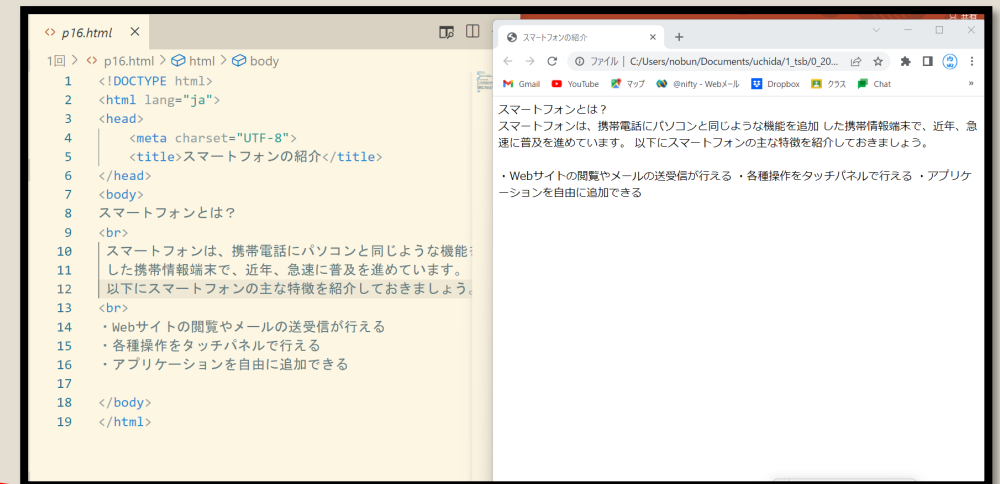 p16.html
1回 > p16.html > html > body
1 <!DOCTYPE html>
2 <html lang="ja">
3 <head>
4 <meta charset="UTF-8">
5 <title>スマートフォンの紹介</title>
6 </head>
7 <body>
8 スマートフォンとは？
9 <br>
10 スマートフォンは、携帯電話にパソコンと同じような機能を
11 した携帯情報端末で、近年、急速に普及を進めています。
12 以下にスマートフォンの主な特徴を紹介しておきましょう。
13 <br>
14 ・Webサイトの閲覧やメールの送受信が行える
15 ・各種操作をタッチパネルで行える
16 ・アプリケーションを自由に追加できる
17
18 </body>
19 </html>
共有
スマートフォンの紹介
ファイル | C:/Users/nobun/Documents/uchida/1_tsb/0_20...
Gmail YouTube マップ @nifty - Webメール Dropbox クラス Chat »
スマートフォンとは？
スマートフォンは、携帯電話にパソコンと同じような機能を追加 した携帯情報端末で、近年、急
速に普及を進めています。 以下にスマートフォンの主な特徴を紹介しておきましょう。
・Webサイトの閲覧やメールの送受信が行える ・各種操作をタッチパネルで行える ・アプリケ
ーションを自由に追加できる